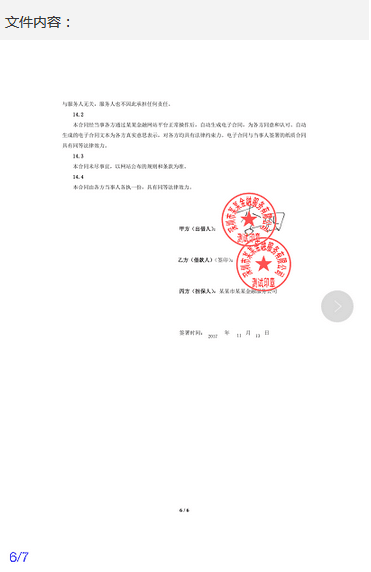 文件内容：
与服务人无关，服务人也不因此承担任何责任。
14.2
本合同经当事各方通过某某金融网站平台正常操作后，自动生成电子合同，为各方同意和认可。自动
生成的电子合同文本为各方真实意思表示，对各方均具有法律约束力。电子合同与当事人签署的纸质合同
具有同等法律效力。
14.3
本合同未尽事宜，以网站公布的规则和条款为准。
14.4
本合同由各方当事人各执一份，具有同等法律效力。
甲方（出借人）：
测试印章
乙方（借款人）（签印）：
测试印章
丙方（担保人）：某某市某某金融
签署时间： 年 11 月 日
6 / 6
6/7